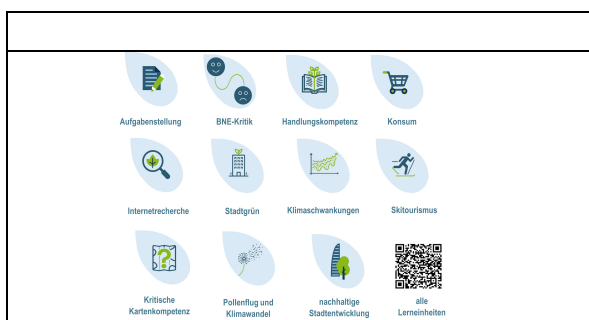 Aufgabenstellung BNE-Kritik Handlungskompetenz Konsum
Internetrecherche Stadtgrün Klimaschwankungen Skitourismus
Kritische
Kartenkompetenz
Pollenflug und
Klimawandel
nachhaltige
Stadtentwicklung
alle
Lerneinheiten